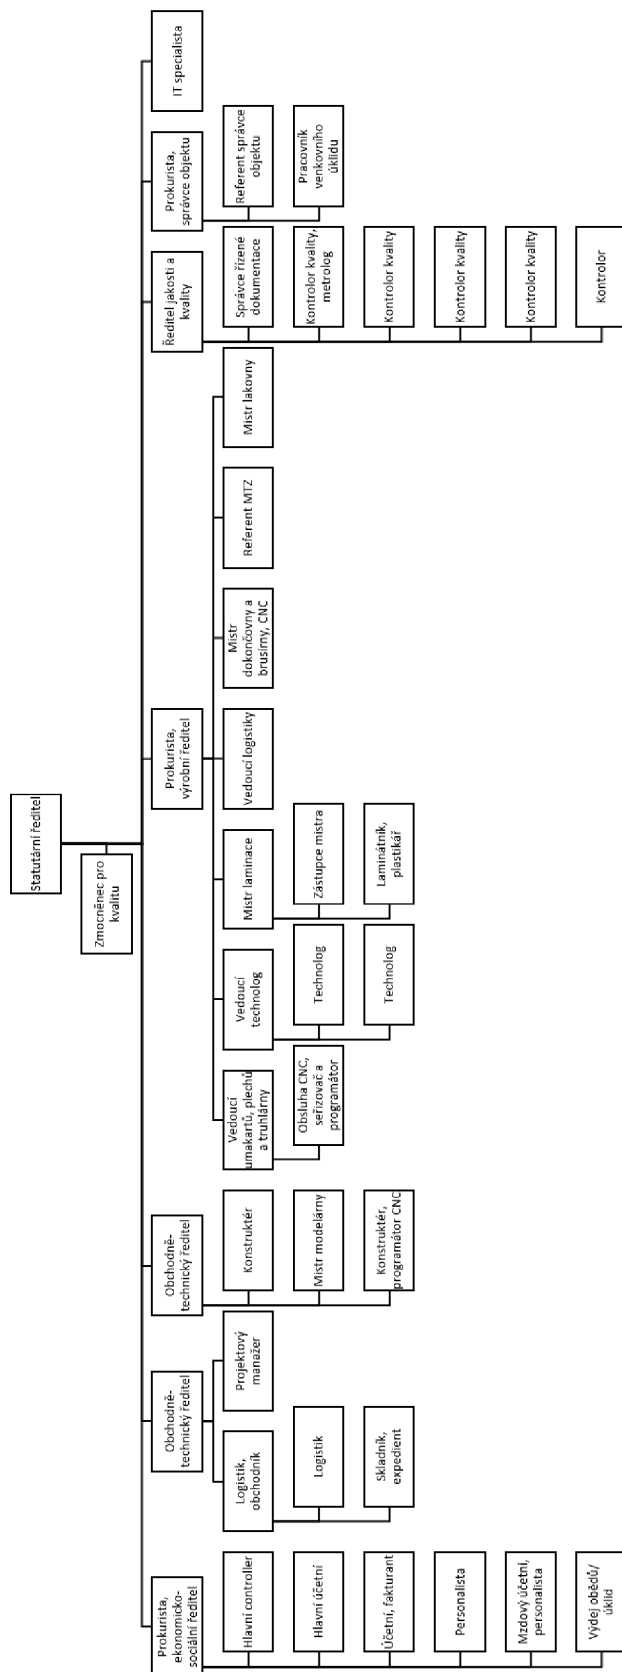 Statutární ředitel
Zmocněnec pro
kvalitu
Prokurista,
ekonomicko-
sociální ředitel
Hlavní controller
Hlavní účetní
Účetní, fakturant
Personalista
Mzdový účetní,
personalista
Výdej obědů/
úklid
Obchodně-
technický ředitel
Logistik,
obchodník
Logistik
Skladník,
expedient
Projektový
manažer
Obchodně-
technický ředitel
Konstruktér
Mistr modelárny
Konstruktér,
programátor CNC
Prokurista,
výrobní ředitel
Vedoucí
umakartů, plechů
a truhlárny
Obsluha CNC,
seřizovač a
programátor
Vedoucí
technolog
Technolog
Technolog
Mistr laminace
Zástupce mistra
Laminátník,
plastikář
Vedoucí logistiky
Mistr
dokončovny a
brusírny, CNC
Referent MTZ
Mistr lakovny
Ředitel jakosti a
kvality
Správce řízené
dokumentace
Kontrolor kvality,
metrolog
Kontrolor kvality
Kontrolor kvality
Kontrolor kvality
Kontrolor
Prokurista,
správce objektu
Referent správce
objektu
Pracovník
venkovního
úklidu
IT specialista